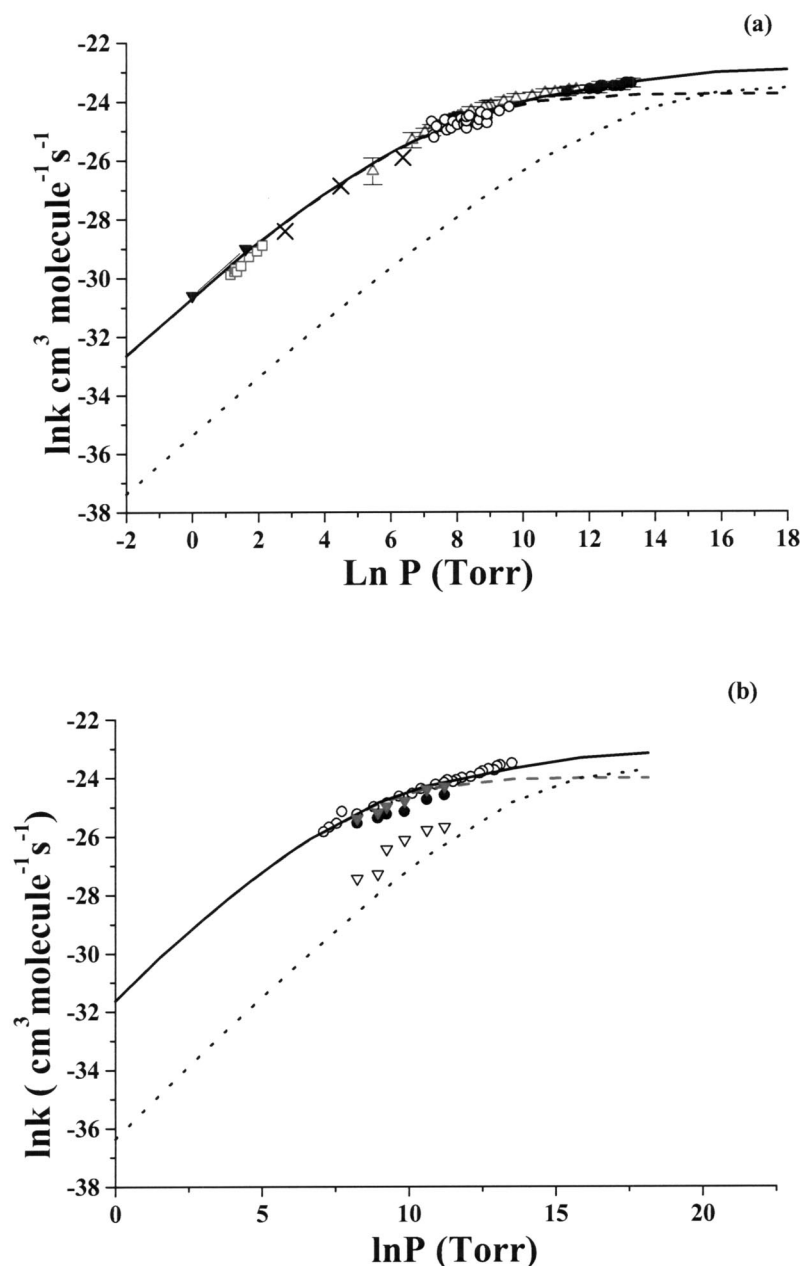 (a)
-22
-24
-26
-28
-30
-32
-34
-36
-38
lnk cm³ molecule⁻¹ s⁻¹
-2 0 2 4 6 8 10 12 14 16 18
Ln P (Torr)
(b)
-22
-24
-26
-28
-30
-32
-34
-36
-38
lnk ( cm³ molecule⁻¹ s⁻¹)
0 5 10 15 20
lnP (Torr)